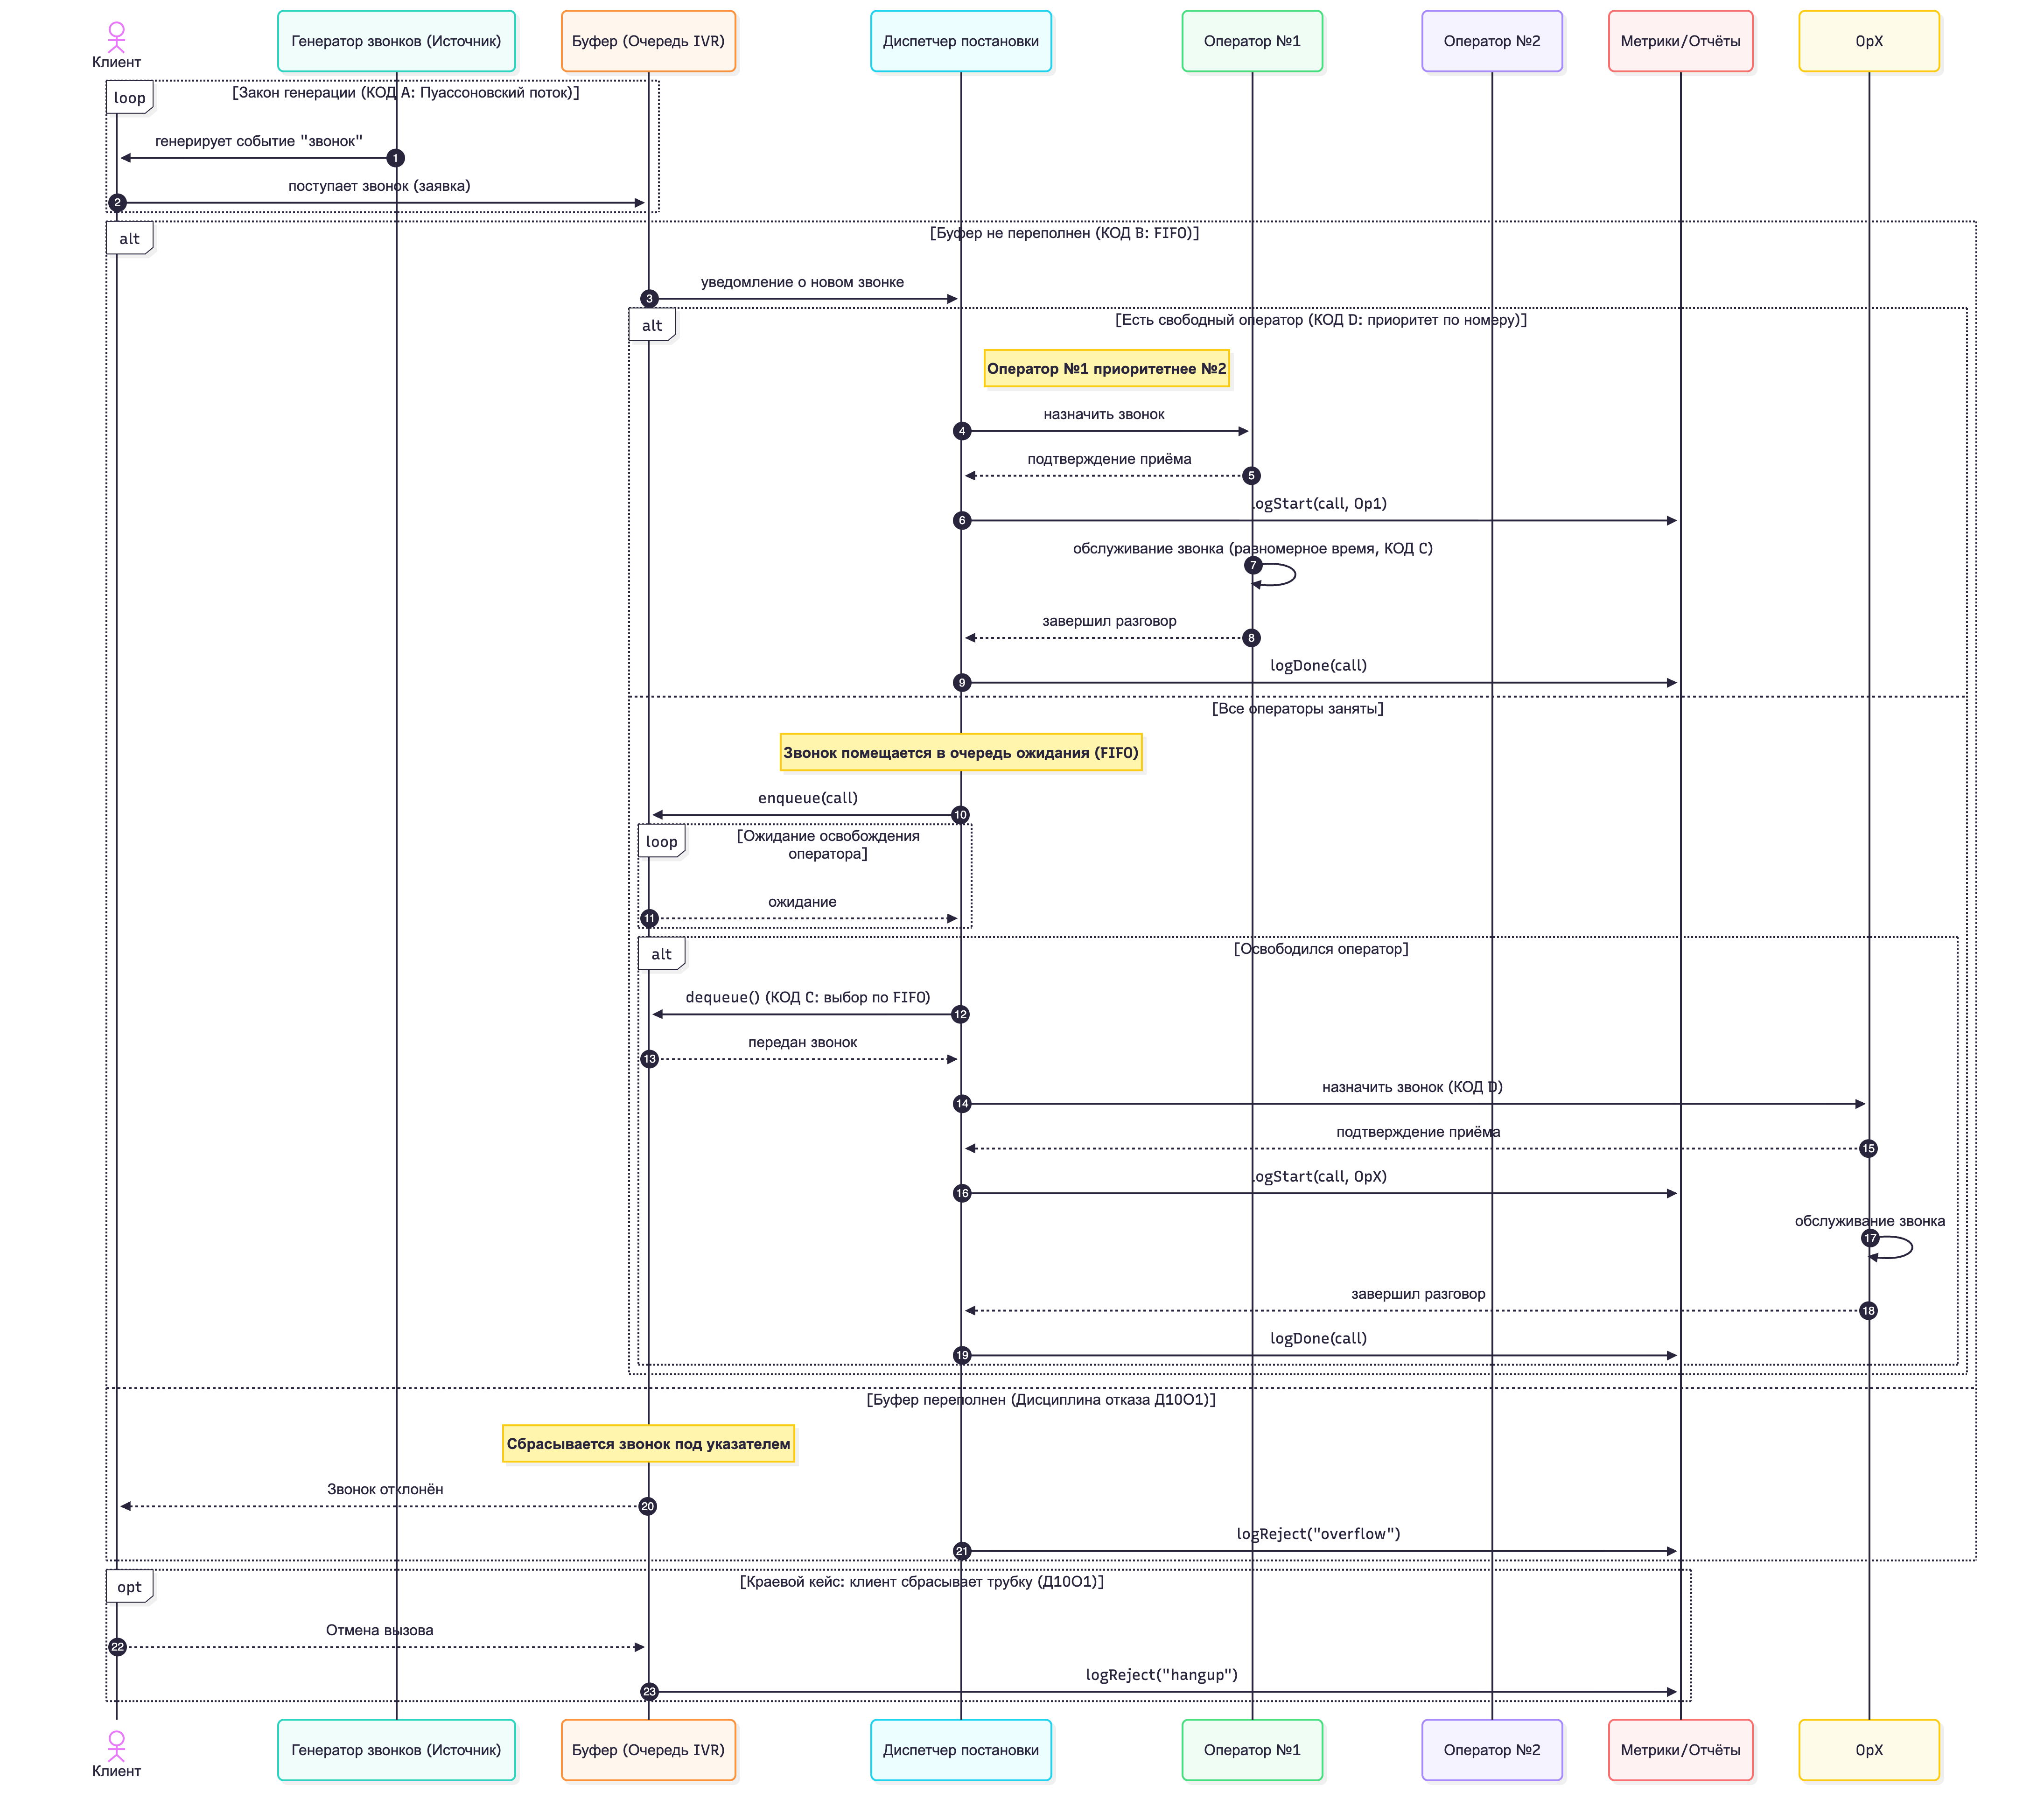 Клиент
Генератор звонков (Источник)
Буфер (Очередь IVR)
Диспетчер постановки
Оператор №1
Оператор №2
Метрики/Отчёты
OpX
loop
[Закон генерации (КОД A: Пуассоновский поток)]
генерирует событие "звонок"
1
поступает звонок (заявка)
2
alt
[Буфер не переполнен (КОД B: FIFO)]
уведомление о новом звонке
3
alt
[Есть свободный оператор (КОД D: приоритет по номеру)]
Оператор №1 приоритетнее №2
назначить звонок
4
подтверждение приёма
5
logStart(call, Op1)
6
обслуживание звонка (равномерное время, КОД C)
7
завершил разговор
8
logDone(call)
9
[Все операторы заняты]
Звонок помещается в очередь ожидания (FIFO)
enqueue(call)
10
loop
[Ожидание освобождения
оператора]
ожидание
11
alt
[Освободился оператор]
dequeue() (КОД C: выбор по FIFO)
12
передан звонок
13
назначить звонок (КОД D)
14
подтверждение приёма
15
logStart(call, OpX)
16
обслуживание звонка
17
завершил разговор
18
logDone(call)
19
[Буфер переполнен (Дисциплина отказа Д10О1)]
Сбрасывается звонок под указателем
Звонок отклонён
20
logReject("overflow")
21
opt
[Краевой кейс: клиент сбрасывает трубку (Д10О1)]
Отмена вызова
22
logReject("hangup")
23
Клиент
Генератор звонков (Источник)
Буфер (Очередь IVR)
Диспетчер постановки
Оператор №1
Оператор №2
Метрики/Отчёты
OpX